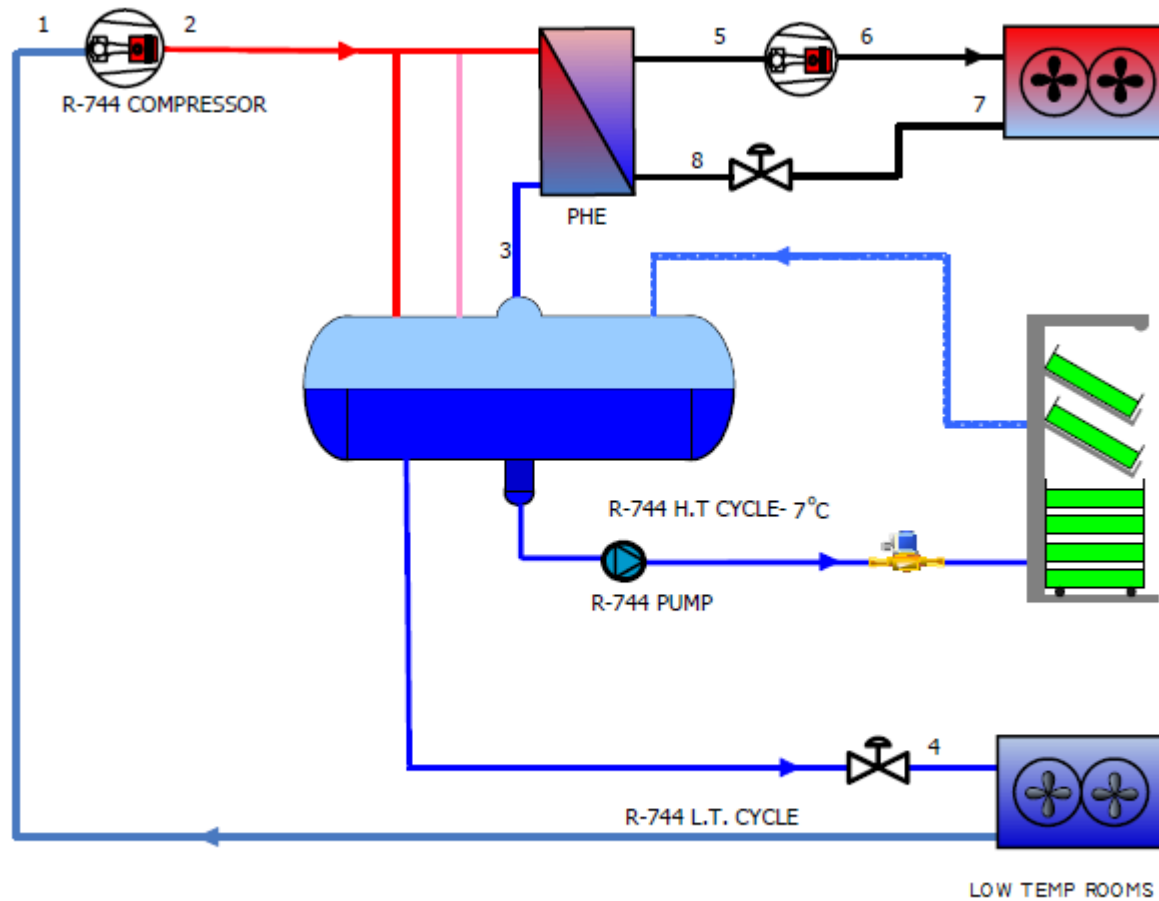 1
2
5
6
R-744 COMPRESSOR
7
8
PHE
3
R-744 H.T CYCLE- 7°C
R-744 PUMP
4
R-744 L.T. CYCLE
LOW TEMP ROOMS